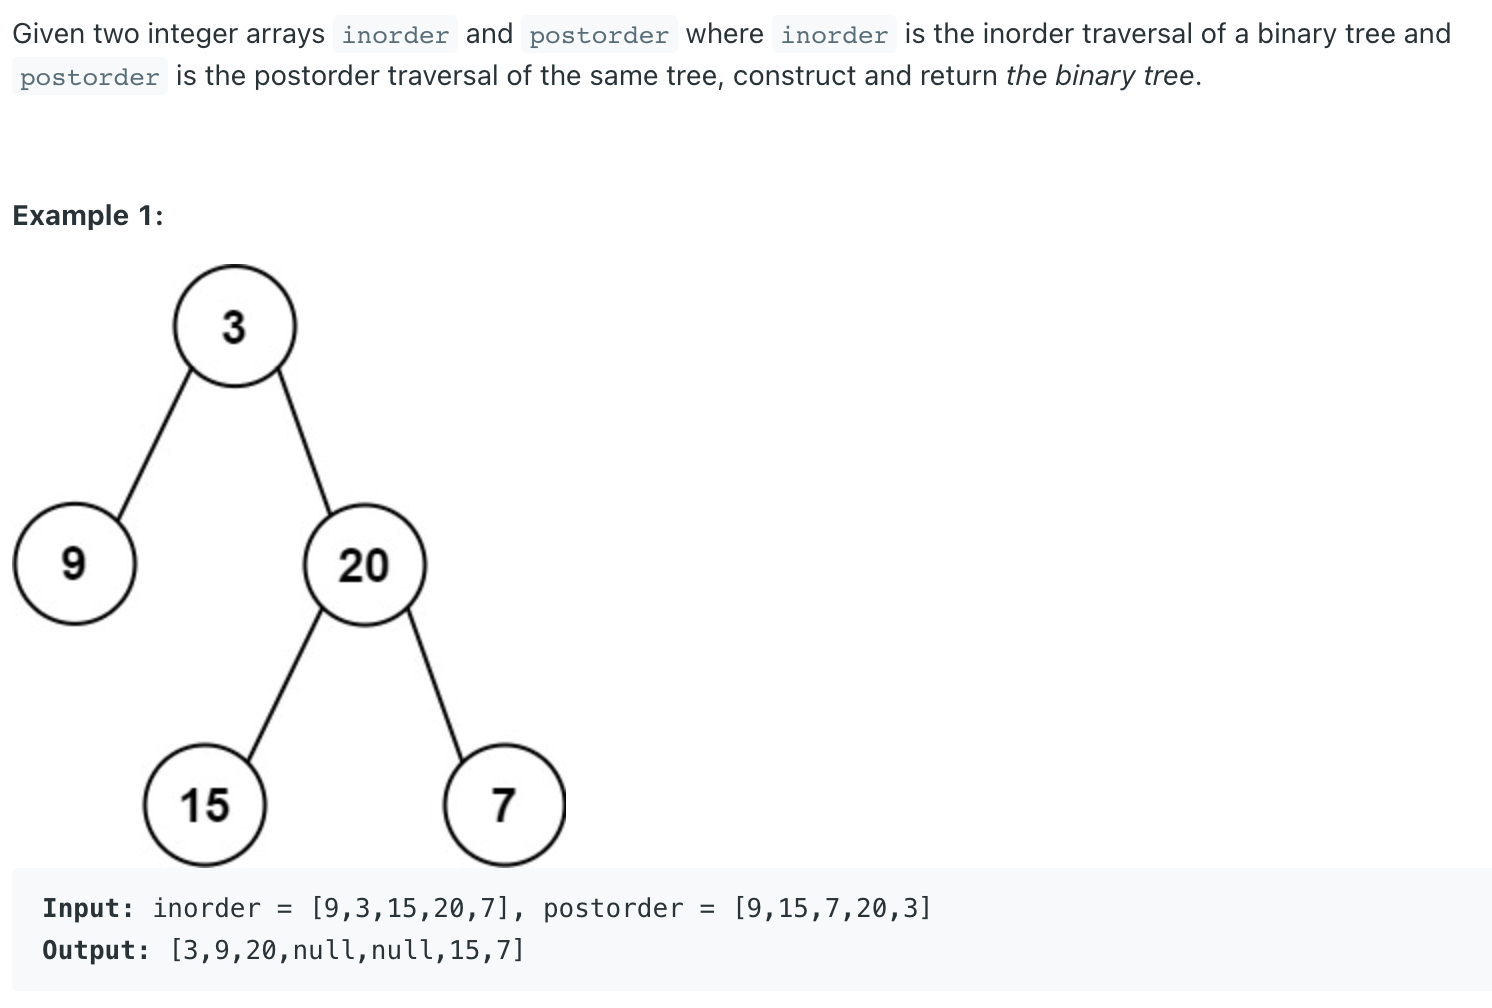 Given two integer arrays inorder and postorder where inorder is the inorder traversal of a binary tree and
postorder is the postorder traversal of the same tree, construct and return the binary tree.
Example 1:
3
9
20
15
7
Input: inorder = [9,3,15,20,7], postorder = [9,15,7,20,3]
Output: [3,9,20,null,null,15,7]